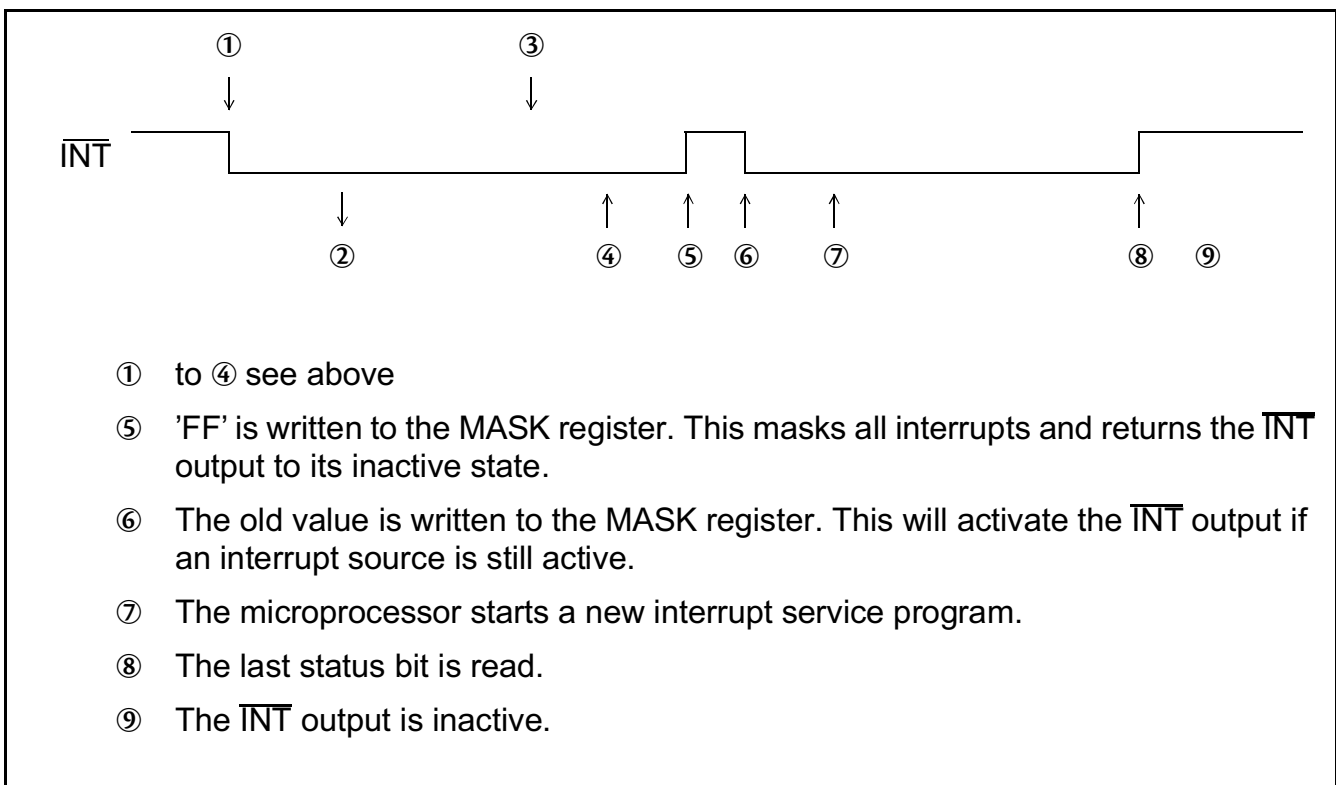 ① ③
I̅N̅T̅
② ④ ⑤ ⑥ ⑦ ⑧ ⑨
① to ④ see above
⑤ ’FF’ is written to the MASK register. This masks all interrupts and returns the I̅N̅T̅
output to its inactive state.
⑥ The old value is written to the MASK register. This will activate the I̅N̅T̅ output if
an interrupt source is still active.
⑦ The microprocessor starts a new interrupt service program.
⑧ The last status bit is read.
⑨ The I̅N̅T̅ output is inactive.